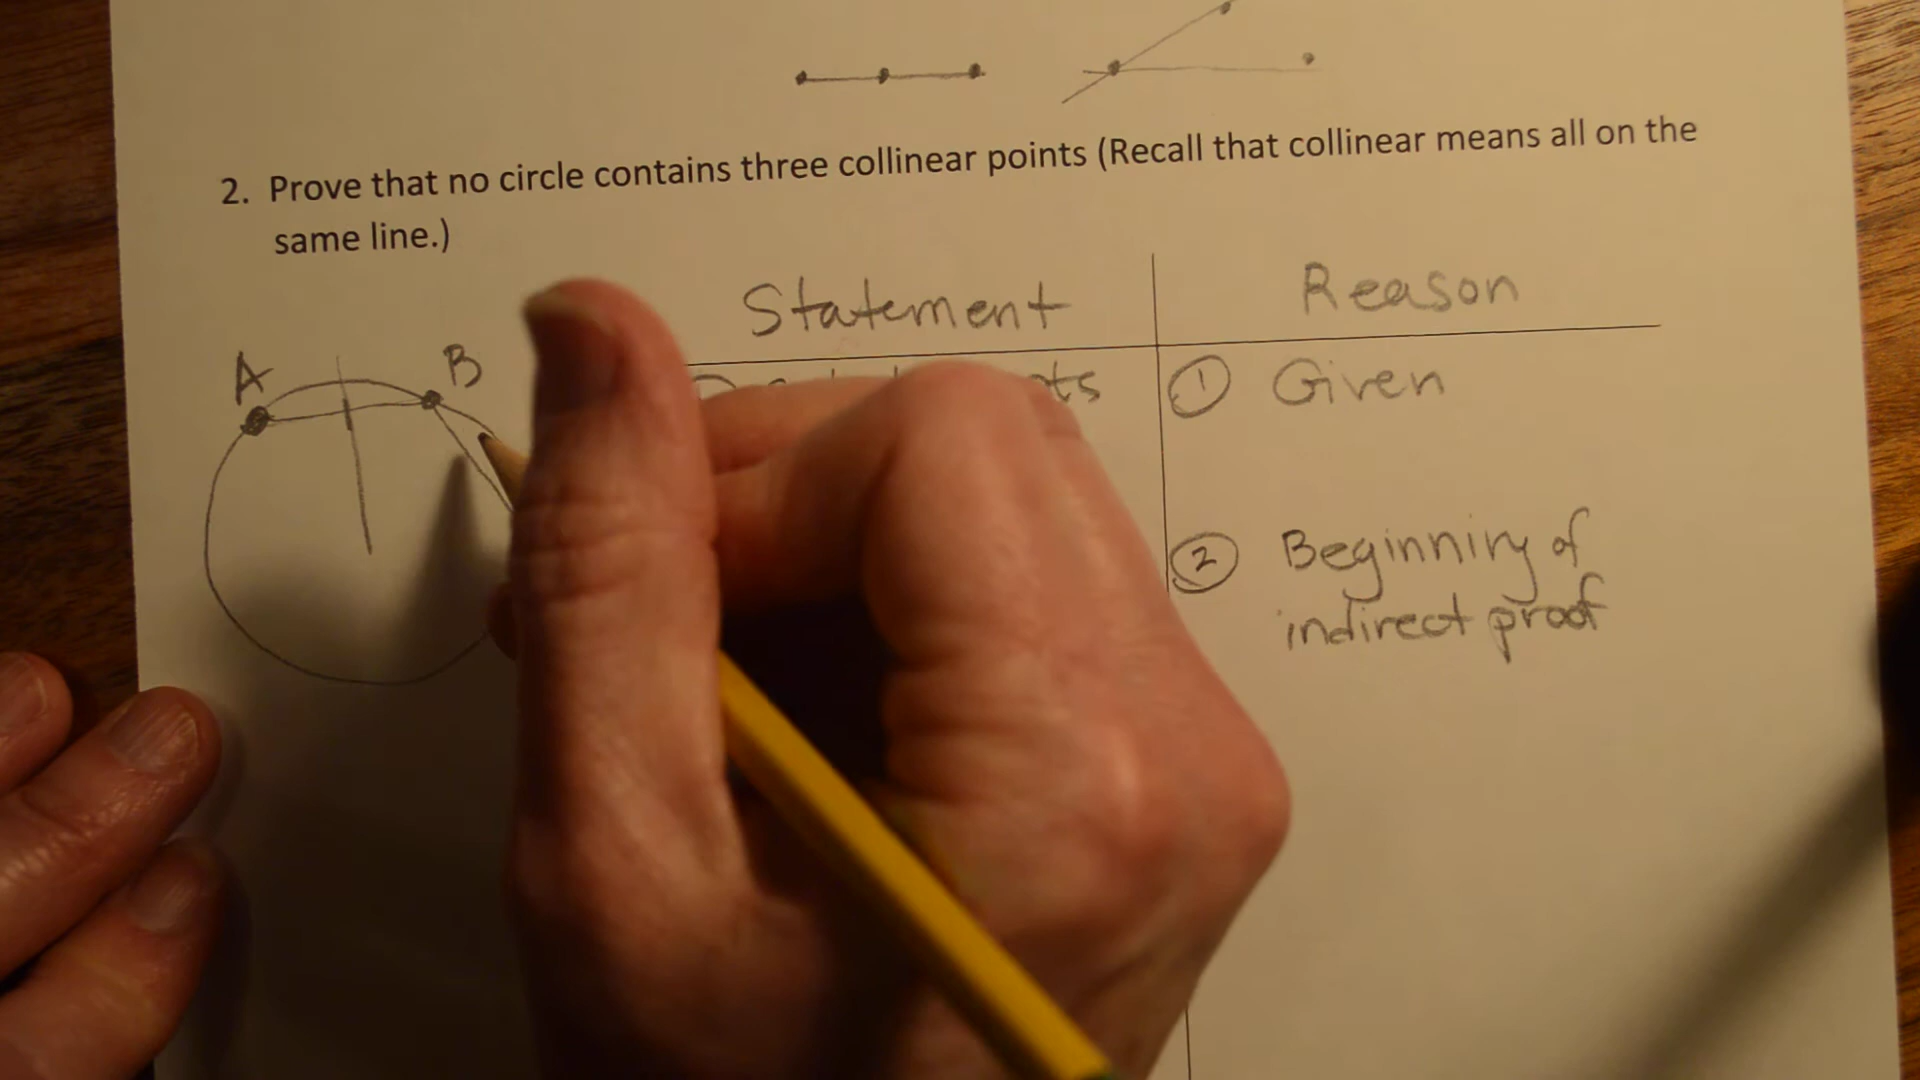 2. Prove that no circle contains three collinear points (Recall that collinear means all on the
same line.)
Statement
Reason
A
B
1 Given
2 Beginning of
indirect proof